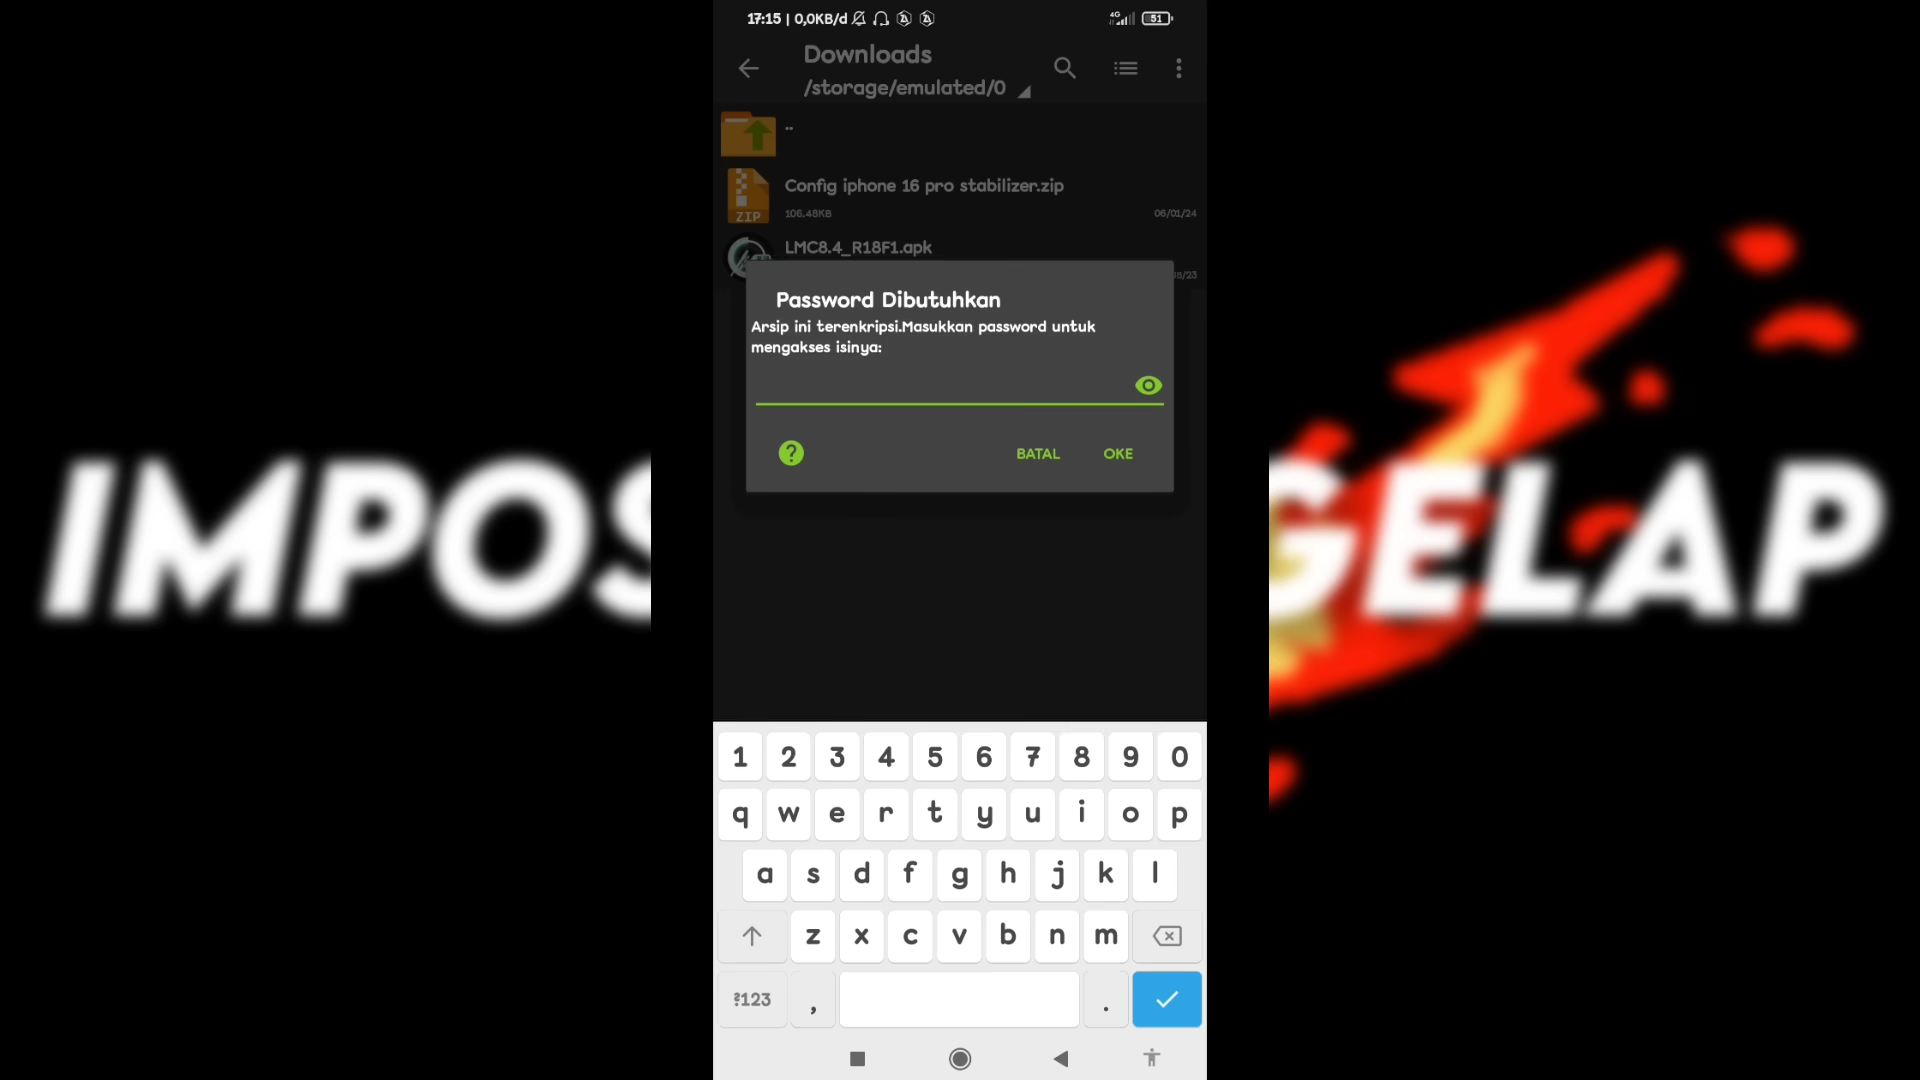 17:15 | 0,0KB/d
4G
51
Downloads
/storage/emulated/0
..
Config iphone 16 pro stabilizer.zip
ZIP
106.48KB
06/01/24
LMC8.4_R18F1.apk
Password Dibutuhkan
Arsip ini terenkripsi.Masukkan password untuk
mengakses isinya:
?
BATAL
OKE
IMPOS
GELAP
1 2 3 4 5 6 7 8 9 0
q w e r t y u i o p
a s d f g h j k l
z x c v b n m
?123 , .